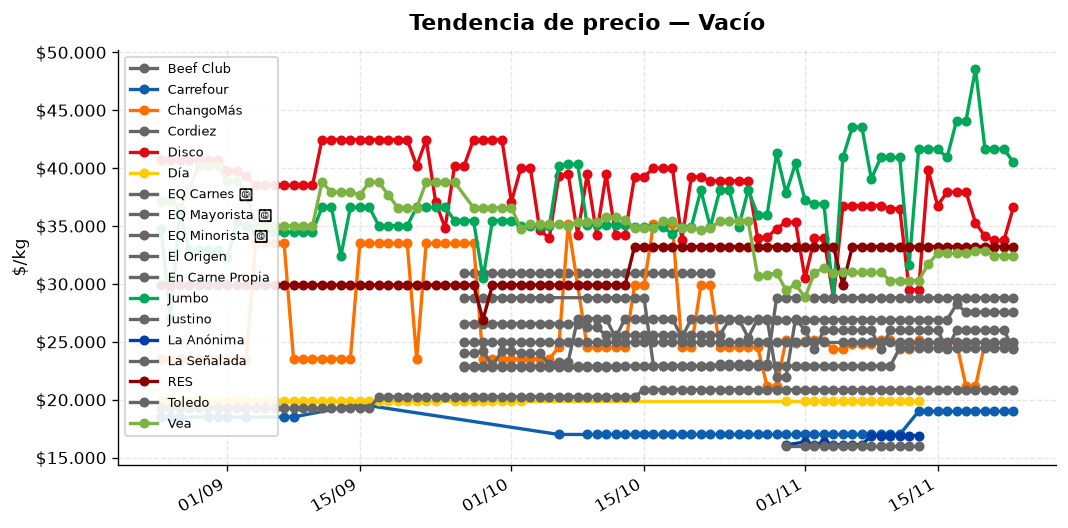 Tendencia de precio — Vacío
$50.000
$45.000
$40.000
$35.000
$30.000
$25.000
$20.000
$15.000
$/kg
Beef Club
Carrefour
ChangoMás
Cordiez
Disco
Día
EQ Carnes
EQ Mayorista
EQ Minorista
El Origen
En Carne Propia
Jumbo
Justino
La Anónima
La Señalada
RES
Toledo
Vea
01/09
15/09
01/10
15/10
01/11
15/11